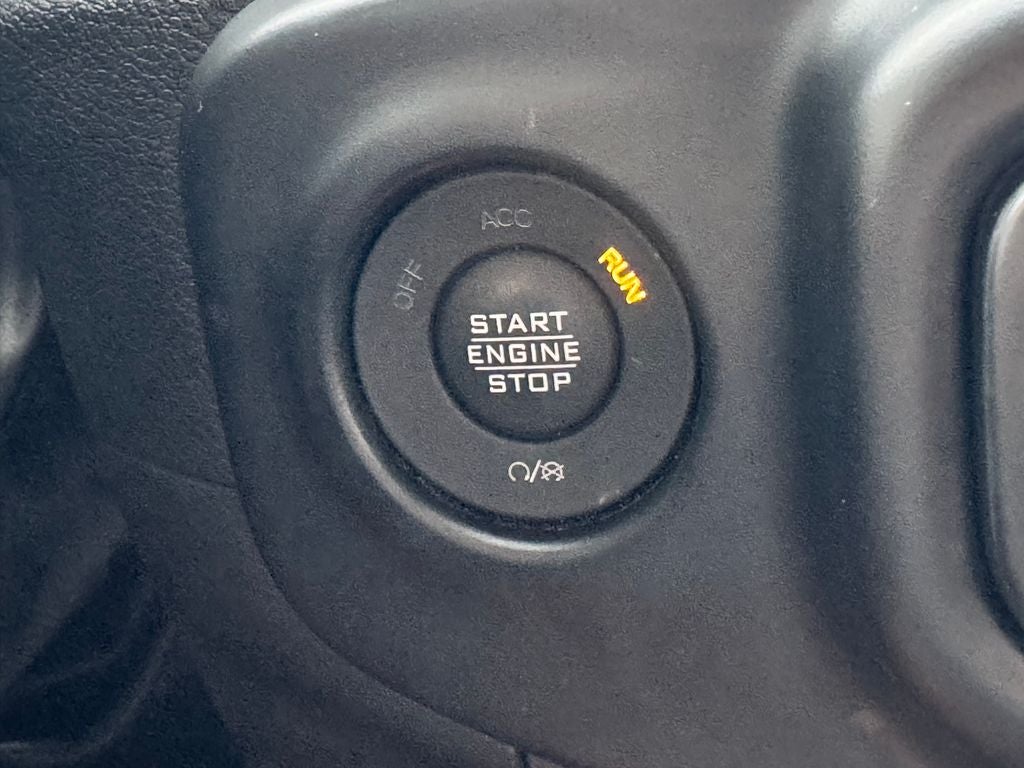 ACC
OFF
RUN
START
ENGINE
STOP